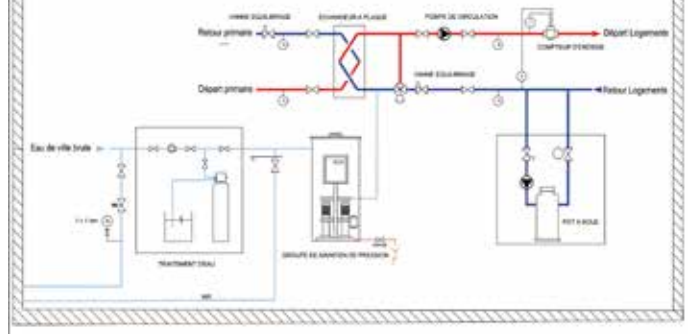 VANNE EQUILIBRAGE
ECHANGEUR A PLAQUE
POMPE DE CIRCULATION
Retour primaire
Départ Logements
COMPTEUR D'ENERGIE
VANNE EQUILIBRAGE
Départ primaire
Retour Logements
Eau de ville brute
POT A BOUE
TRAITEMENT D'EAU
GROUPE DE MAINTIEN DE PRESSION